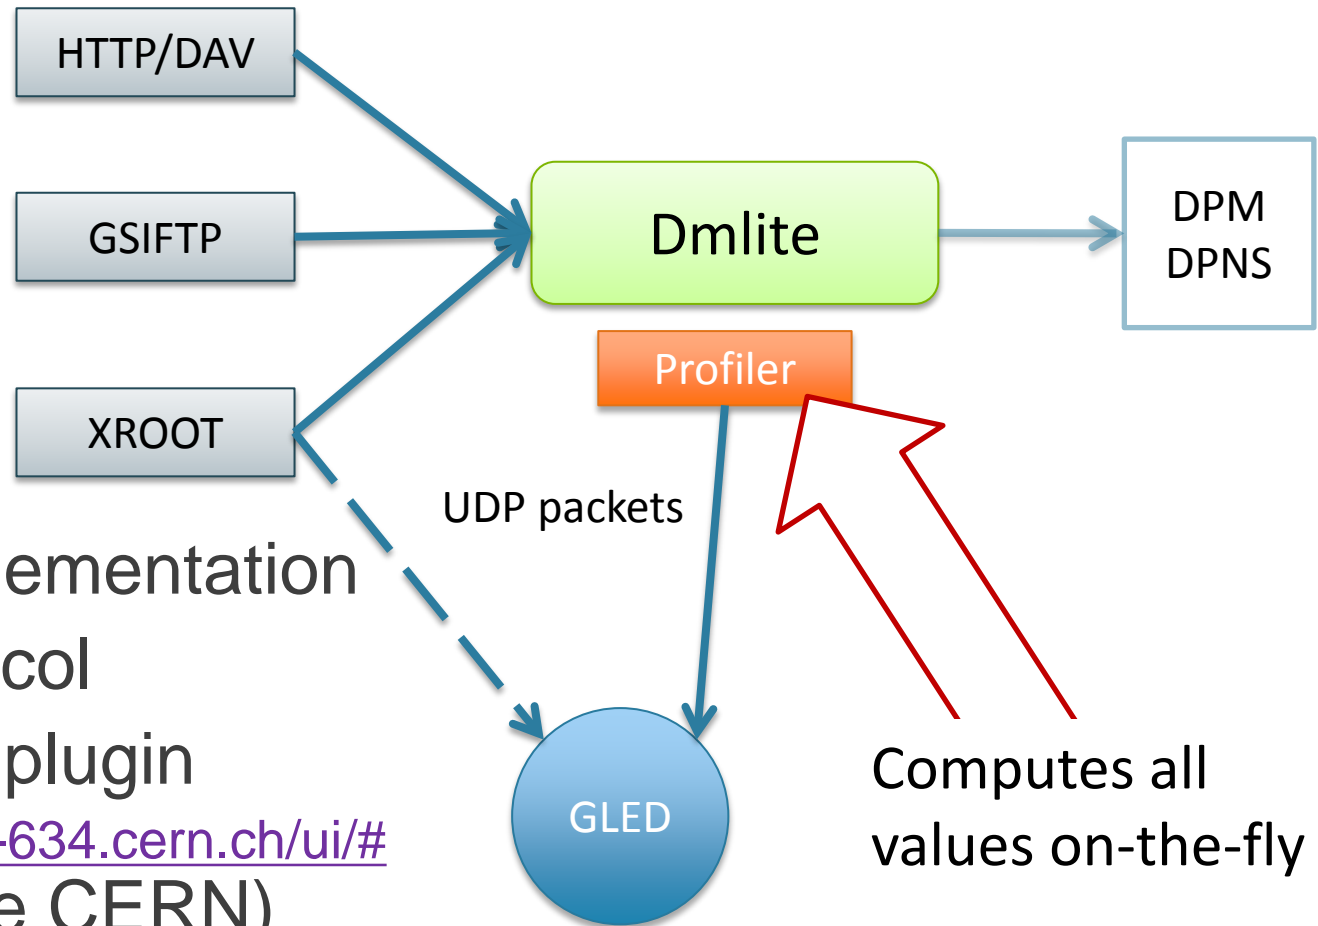 HTTP/DAV
GSIFTP
XROOT
Dmlite
DPM
DPNS
Profiler
UDP packets
GLED
Computes all
values on-the-fly
ementation
col
plugin
-634.cern.ch/ui/#
e CERN)